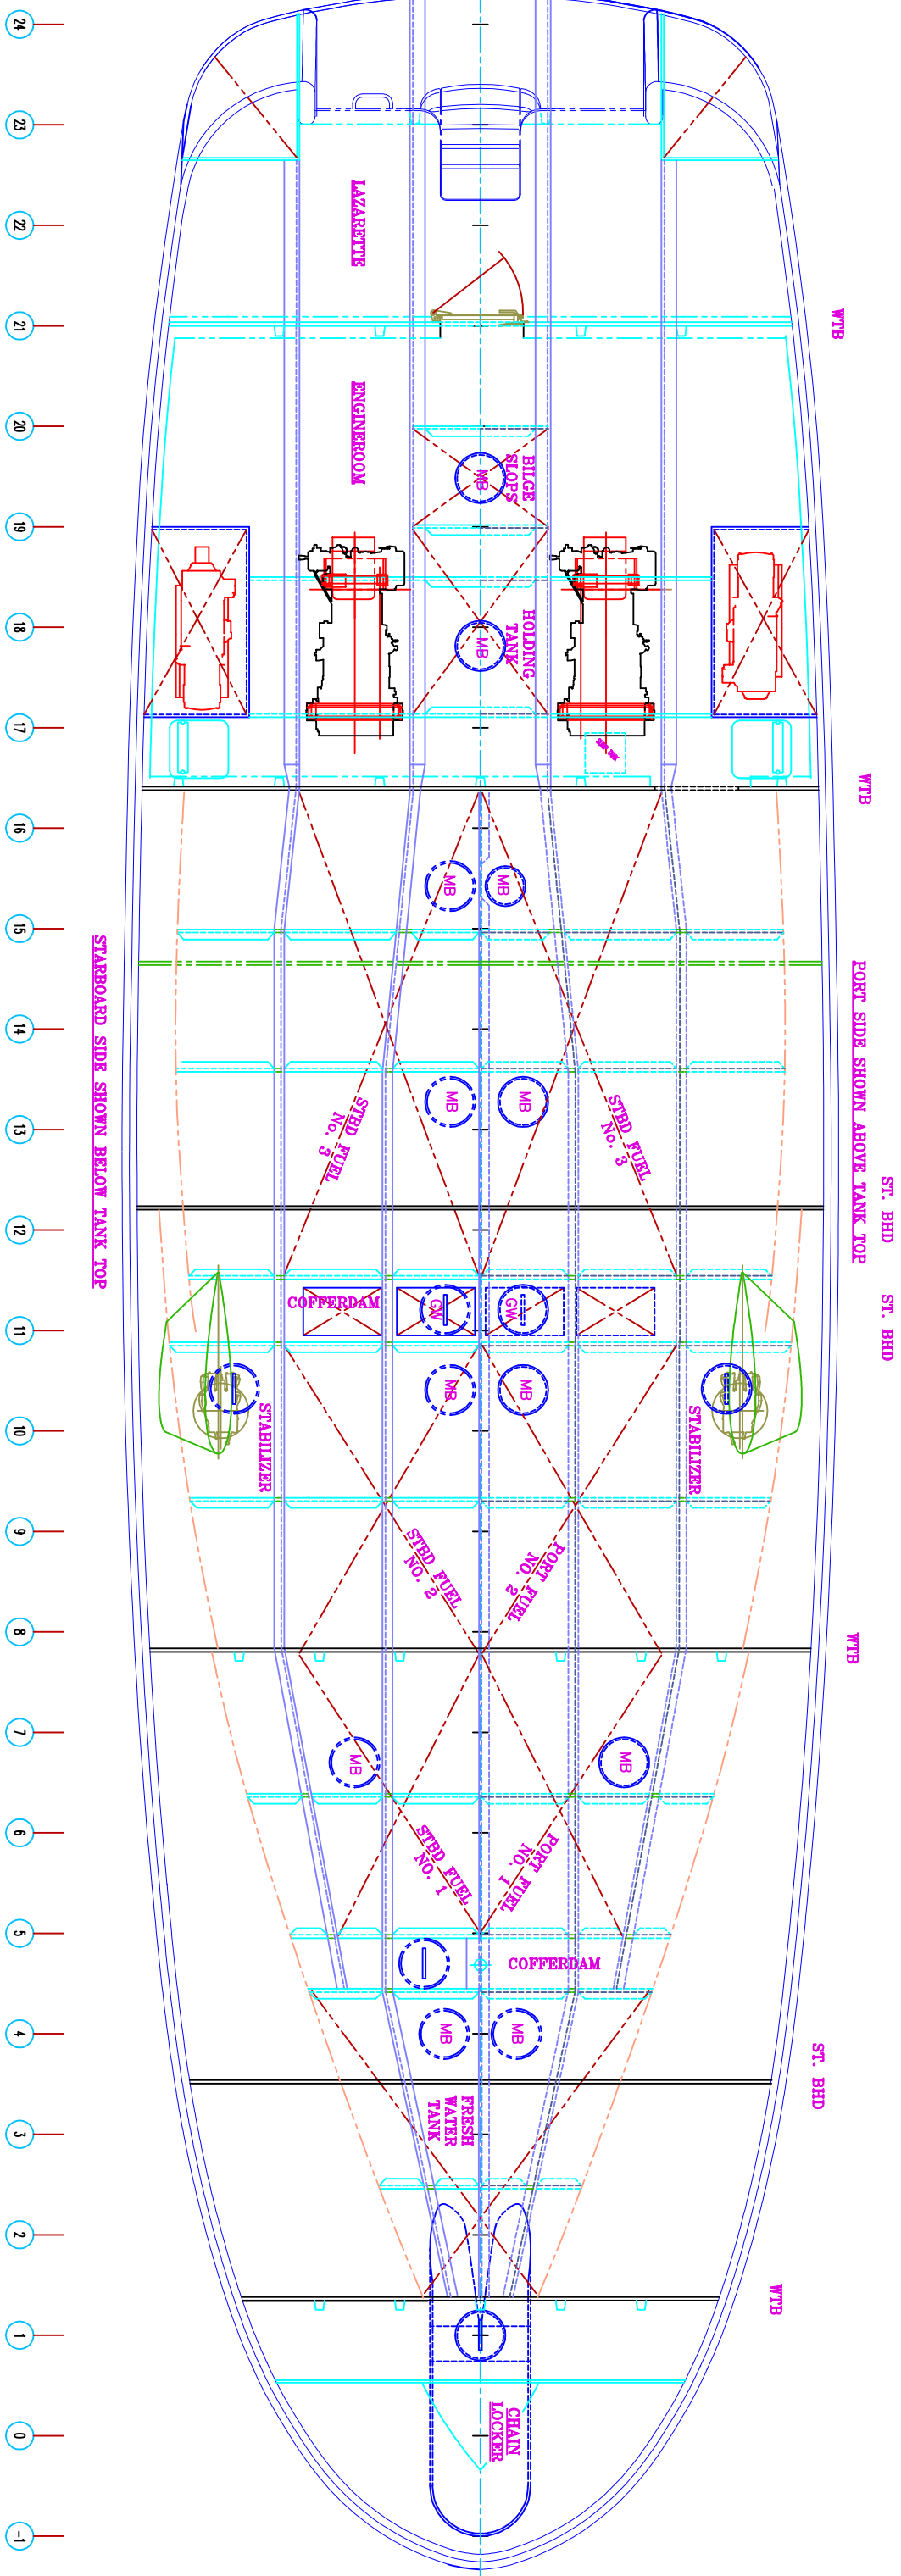 24
23
22
21
20
19
18
17
16
15
14
13
12
11
10
9
8
7
6
5
4
3
2
1
0
-1
LAZARETTE
WTB
ENGINEROOM
BILGE
SLOPS
MB
HOLDING
TANK
MB
WTB
MB
MB
STARBOARD SIDE SHOWN BELOW TANK TOP
PORT SIDE SHOWN ABOVE TANK TOP
MB
MB
STBD FUEL
No. 3
STBD FUEL
No. 3
ST. BHD
ST. BHD
COFFERDAM
GW
GW
MB
MB
STABILIZER
STABILIZER
STBD FUEL
NO. 2
PORT FUEL
NO. 2
WTB
MB
MB
STBD FUEL
NO. 1
PORT FUEL
NO. 1
COFFERDAM
MB
MB
ST. BHD
FRESH
WATER
TANK
WTB
CHAIN
LOCKER